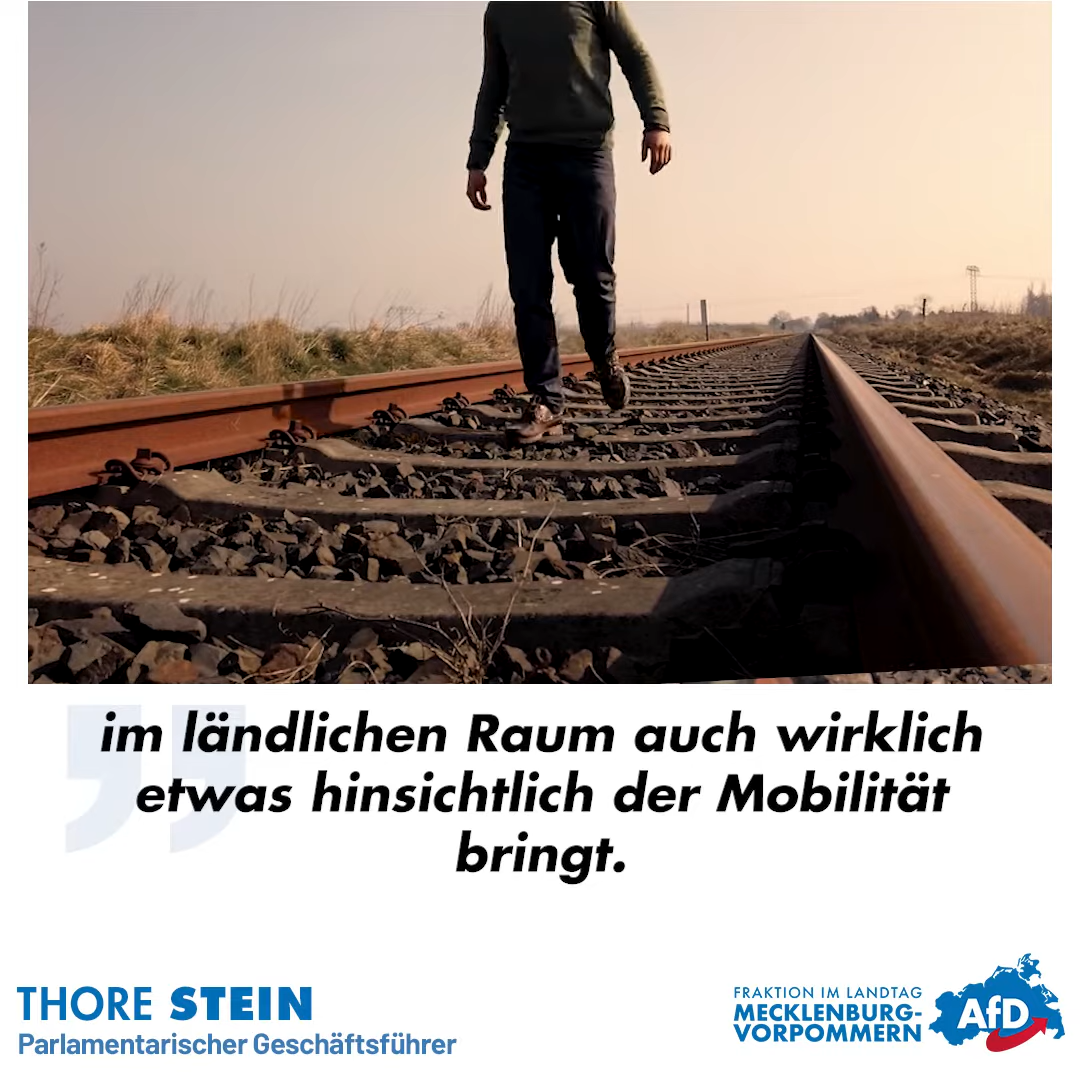 im ländlichen Raum auch wirklich
etwas hinsichtlich der Mobilität
bringt.
THORE STEIN
Parlamentarischer Geschäftsführer
FRAKTION IM LANDTAG
MECKLENBURG-
VORPOMMERN
AfD